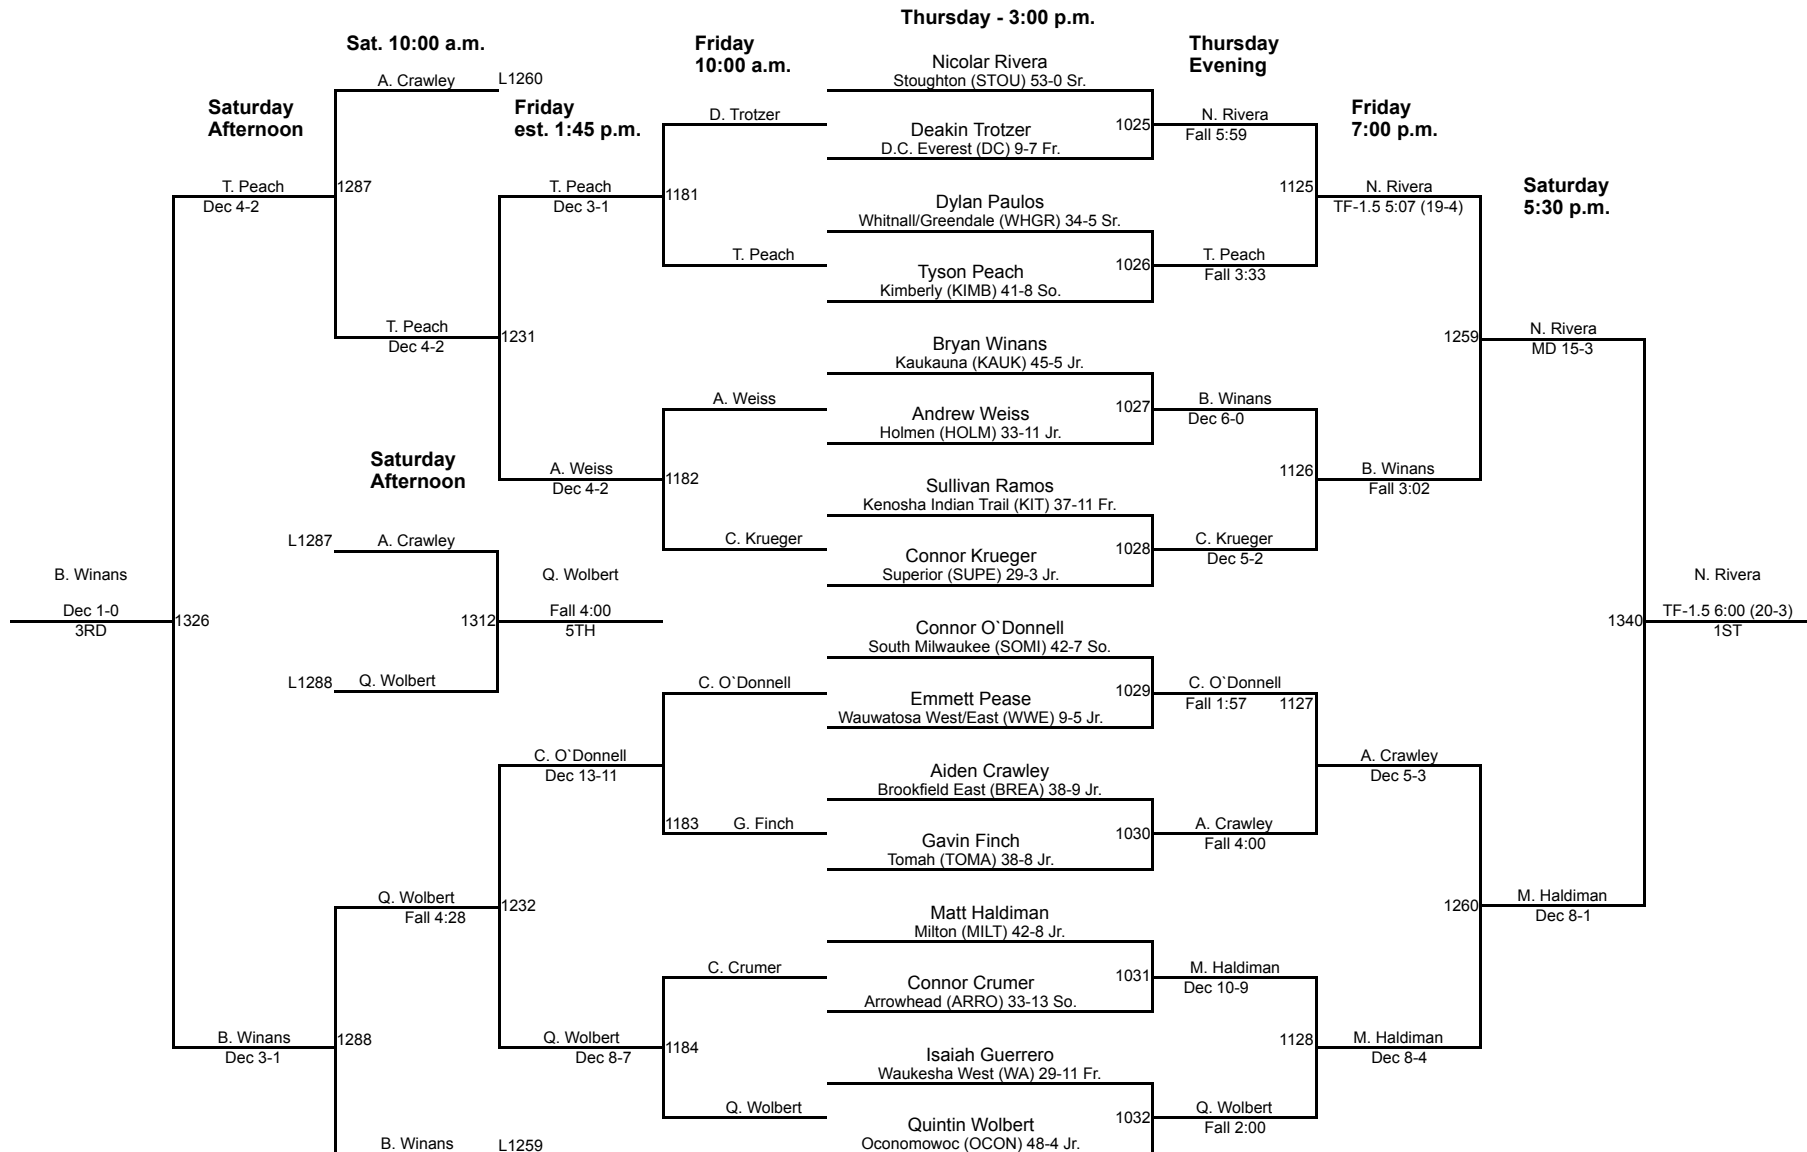 Thursday - 3:00 p.m.
Sat. 10:00 a.m.
Friday
10:00 a.m.
Thursday
Evening
Nicolar Rivera
Stoughton (STOU) 53-0 Sr.
A. Crawley
L1260
Saturday
Afternoon
Friday
est. 1:45 p.m.
D. Trotzer
1025
N. Rivera
Fall 5:59
Friday
7:00 p.m.
Deakin Trotzer
D.C. Everest (DC) 9-7 Fr.
T. Peach
Dec 4-2
1287
T. Peach
Dec 3-1
1181
1125
N. Rivera
TF-1.5 5:07 (19-4)
Saturday
5:30 p.m.
Dylan Paulos
Whitnall/Greendale (WHGR) 34-5 Sr.
T. Peach
1026
T. Peach
Fall 3:33
Tyson Peach
Kimberly (KIMB) 41-8 So.
T. Peach
Dec 4-2
1231
1259
N. Rivera
MD 15-3
Bryan Winans
Kaukauna (KAUK) 45-5 Jr.
A. Weiss
1027
B. Winans
Dec 6-0
Andrew Weiss
Holmen (HOLM) 33-11 Jr.
Saturday
Afternoon
A. Weiss
Dec 4-2
1182
1126
B. Winans
Fall 3:02
Sullivan Ramos
Kenosha Indian Trail (KIT) 37-11 Fr.
L1287
A. Crawley
C. Krueger
1028
C. Krueger
Dec 5-2
Connor Krueger
Superior (SUPE) 29-3 Jr.
B. Winans
Dec 1-0
3RD
1326
1312
Q. Wolbert
Fall 4:00
5TH
1340
N. Rivera
TF-1.5 6:00 (20-3)
1ST
Connor O`Donnell
South Milwaukee (SOMI) 42-7 So.
L1288
Q. Wolbert
C. O`Donnell
1029
C. O`Donnell
Fall 1:57
1127
Emmett Pease
Wauwatosa West/East (WWE) 9-5 Jr.
C. O`Donnell
Dec 13-11
A. Crawley
Dec 5-3
Aiden Crawley
Brookfield East (BREA) 38-9 Jr.
1183
G. Finch
1030
A. Crawley
Fall 4:00
Gavin Finch
Tomah (TOMA) 38-8 Jr.
Q. Wolbert
Fall 4:28
1232
1260
M. Haldiman
Dec 8-1
Matt Haldiman
Milton (MILT) 42-8 Jr.
C. Crumer
1031
M. Haldiman
Dec 10-9
Connor Crumer
Arrowhead (ARRO) 33-13 So.
B. Winans
Dec 3-1
1288
Q. Wolbert
Dec 8-7
1184
1128
M. Haldiman
Dec 8-4
Isaiah Guerrero
Waukesha West (WA) 29-11 Fr.
Q. Wolbert
1032
Q. Wolbert
Fall 2:00
Quintin Wolbert
Oconomowoc (OCON) 48-4 Jr.
B. Winans
L1259